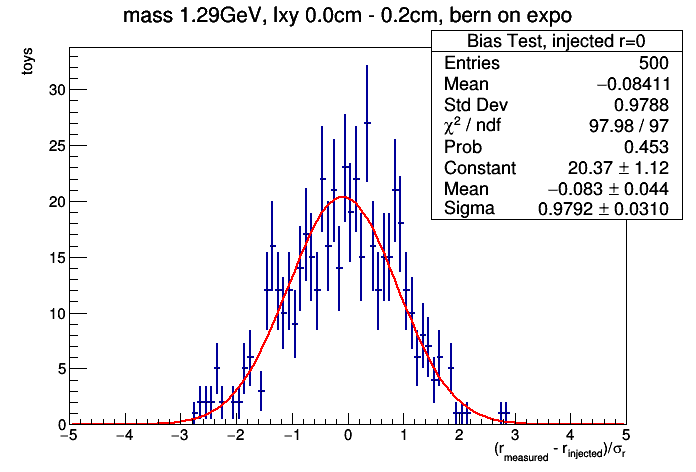 mass 1.29GeV, lxy 0.0cm - 0.2cm, bern on expo
Bias Test, injected r=0
Entries 500
Mean −0.08411
Std Dev 0.9788
χ² / ndf 97.98 / 97
Prob 0.453
Constant 20.37 ± 1.12
Mean −0.083 ± 0.044
Sigma 0.9792 ± 0.0310
toys
30
25
20
15
10
5
0
−5 −4 −3 −2 −1 0 1 2 3 4 5
(r_measured - r_injected)/σ_r